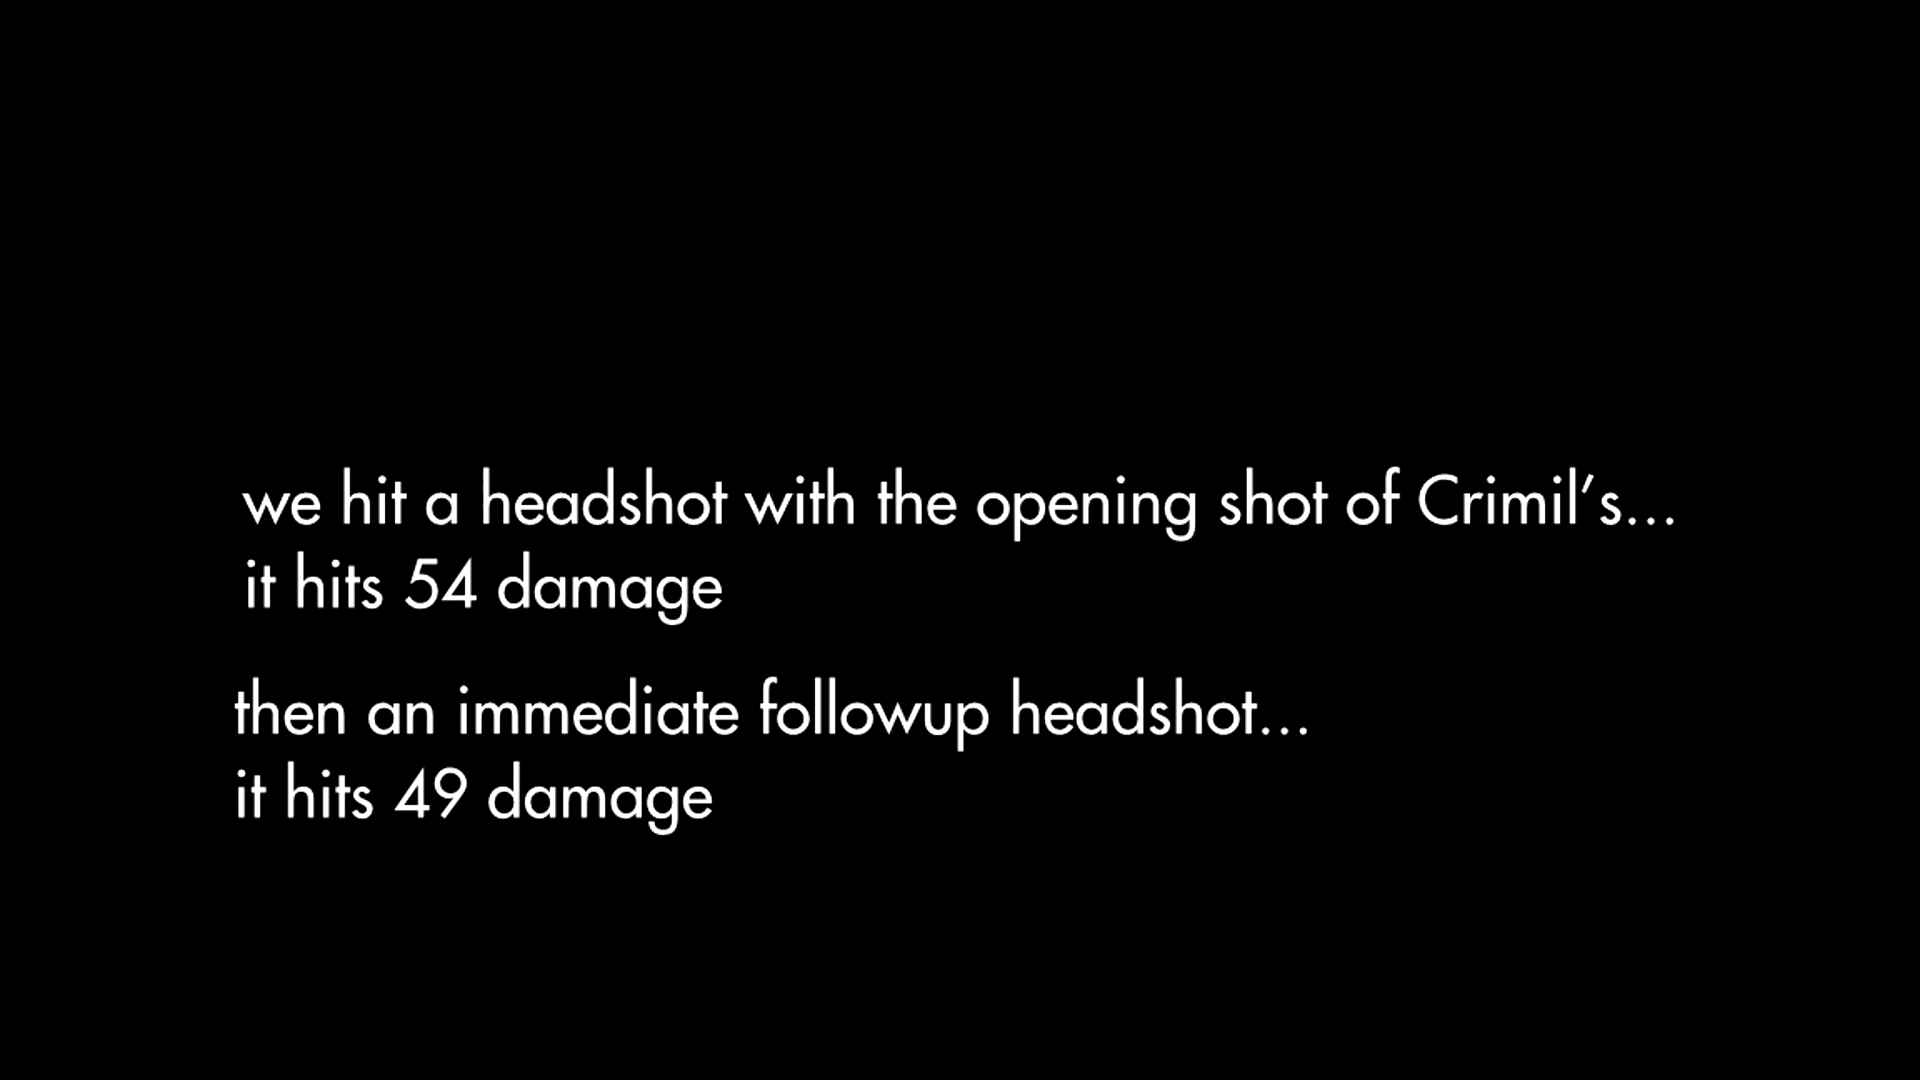 we hit a headshot with the opening shot of Crimil’s...
it hits 54 damage
then an immediate followup headshot...
it hits 49 damage